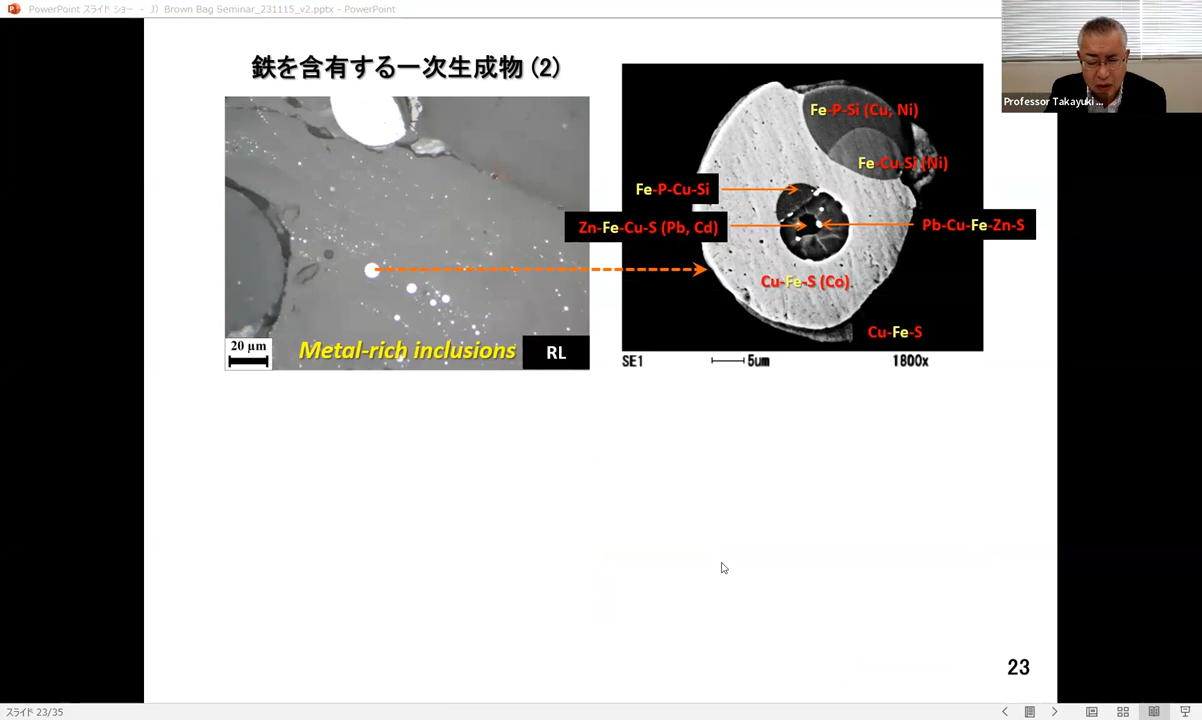 PowerPoint スライド ショー - J) Brown Bag Seminar_231115_v2.pptx - PowerPoint
鉄を含有する一次生成物 (2)
Professor Takayuki ...
Fe-P-Si (Cu, Ni)
Fe-Cu-Si (Ni)
Fe-P-Cu-Si
Zn-Fe-Cu-S (Pb, Cd)
Pb-Cu-Fe-Zn-S
Cu-Fe-S (Co)
Cu-Fe-S
20 µm
Metal-rich inclusions
RL
SE1
5um
1800x
23
スライド 23/35